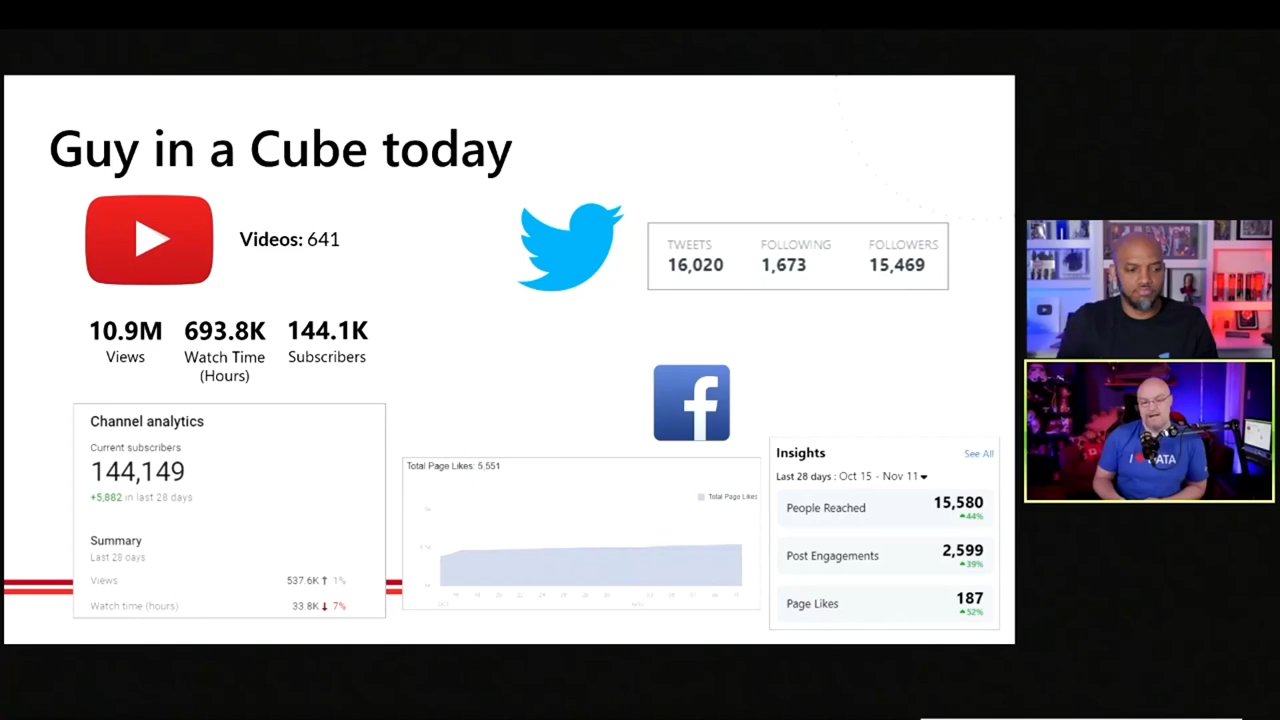 Guy in a Cube today
Videos: 641
TWEETS FOLLOWING FOLLOWERS
16,020 1,673 15,469
10.9M 693.8K 144.1K
Views Watch Time Subscribers
(Hours)
Channel analytics
Current subscribers
144,149
+5,882 in last 28 days
Summary
Last 28 days
Views 537.6K↑ 1%
Watch time (hours) 33.8K↓ 7%
Total Page Likes: 5,551
Total Page Likes
Insights See All
Last 28 days : Oct 15 - Nov 11
People Reached 15,580
44%
Post Engagements 2,599
39%
Page Likes 187
52%
I DATA